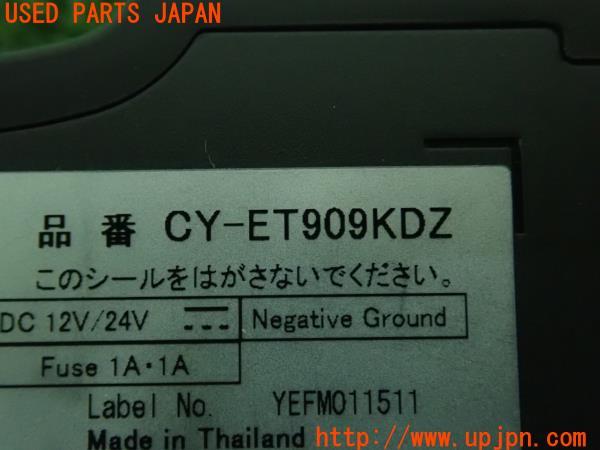 USED PARTS JAPAN
品番 CY-ET909KDZ
このシールをはがさないでください。
DC 12V/24V Negative Ground
Fuse 1A・1A
Label No. YEFM011511
Made in Thailand
http://www.upjpn.com